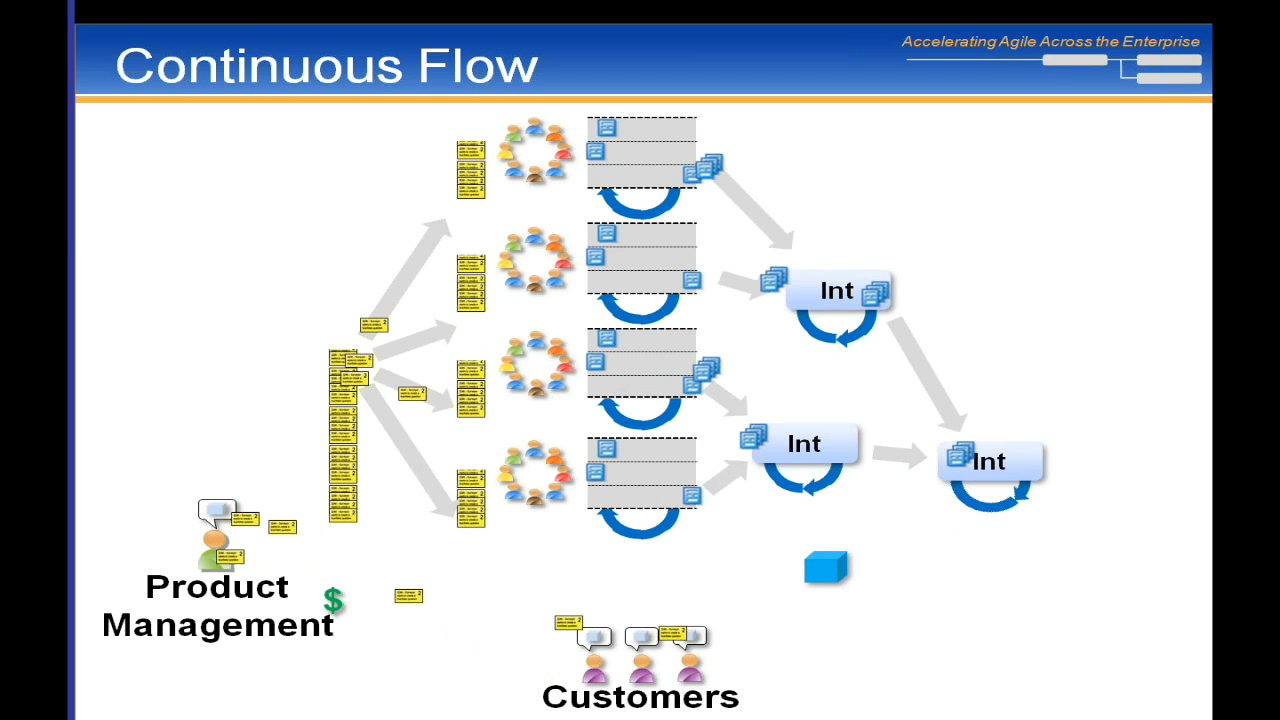 Continuous Flow
Accelerating Agile Across the Enterprise
Int
Int
Int
Product
Management
$
Customers